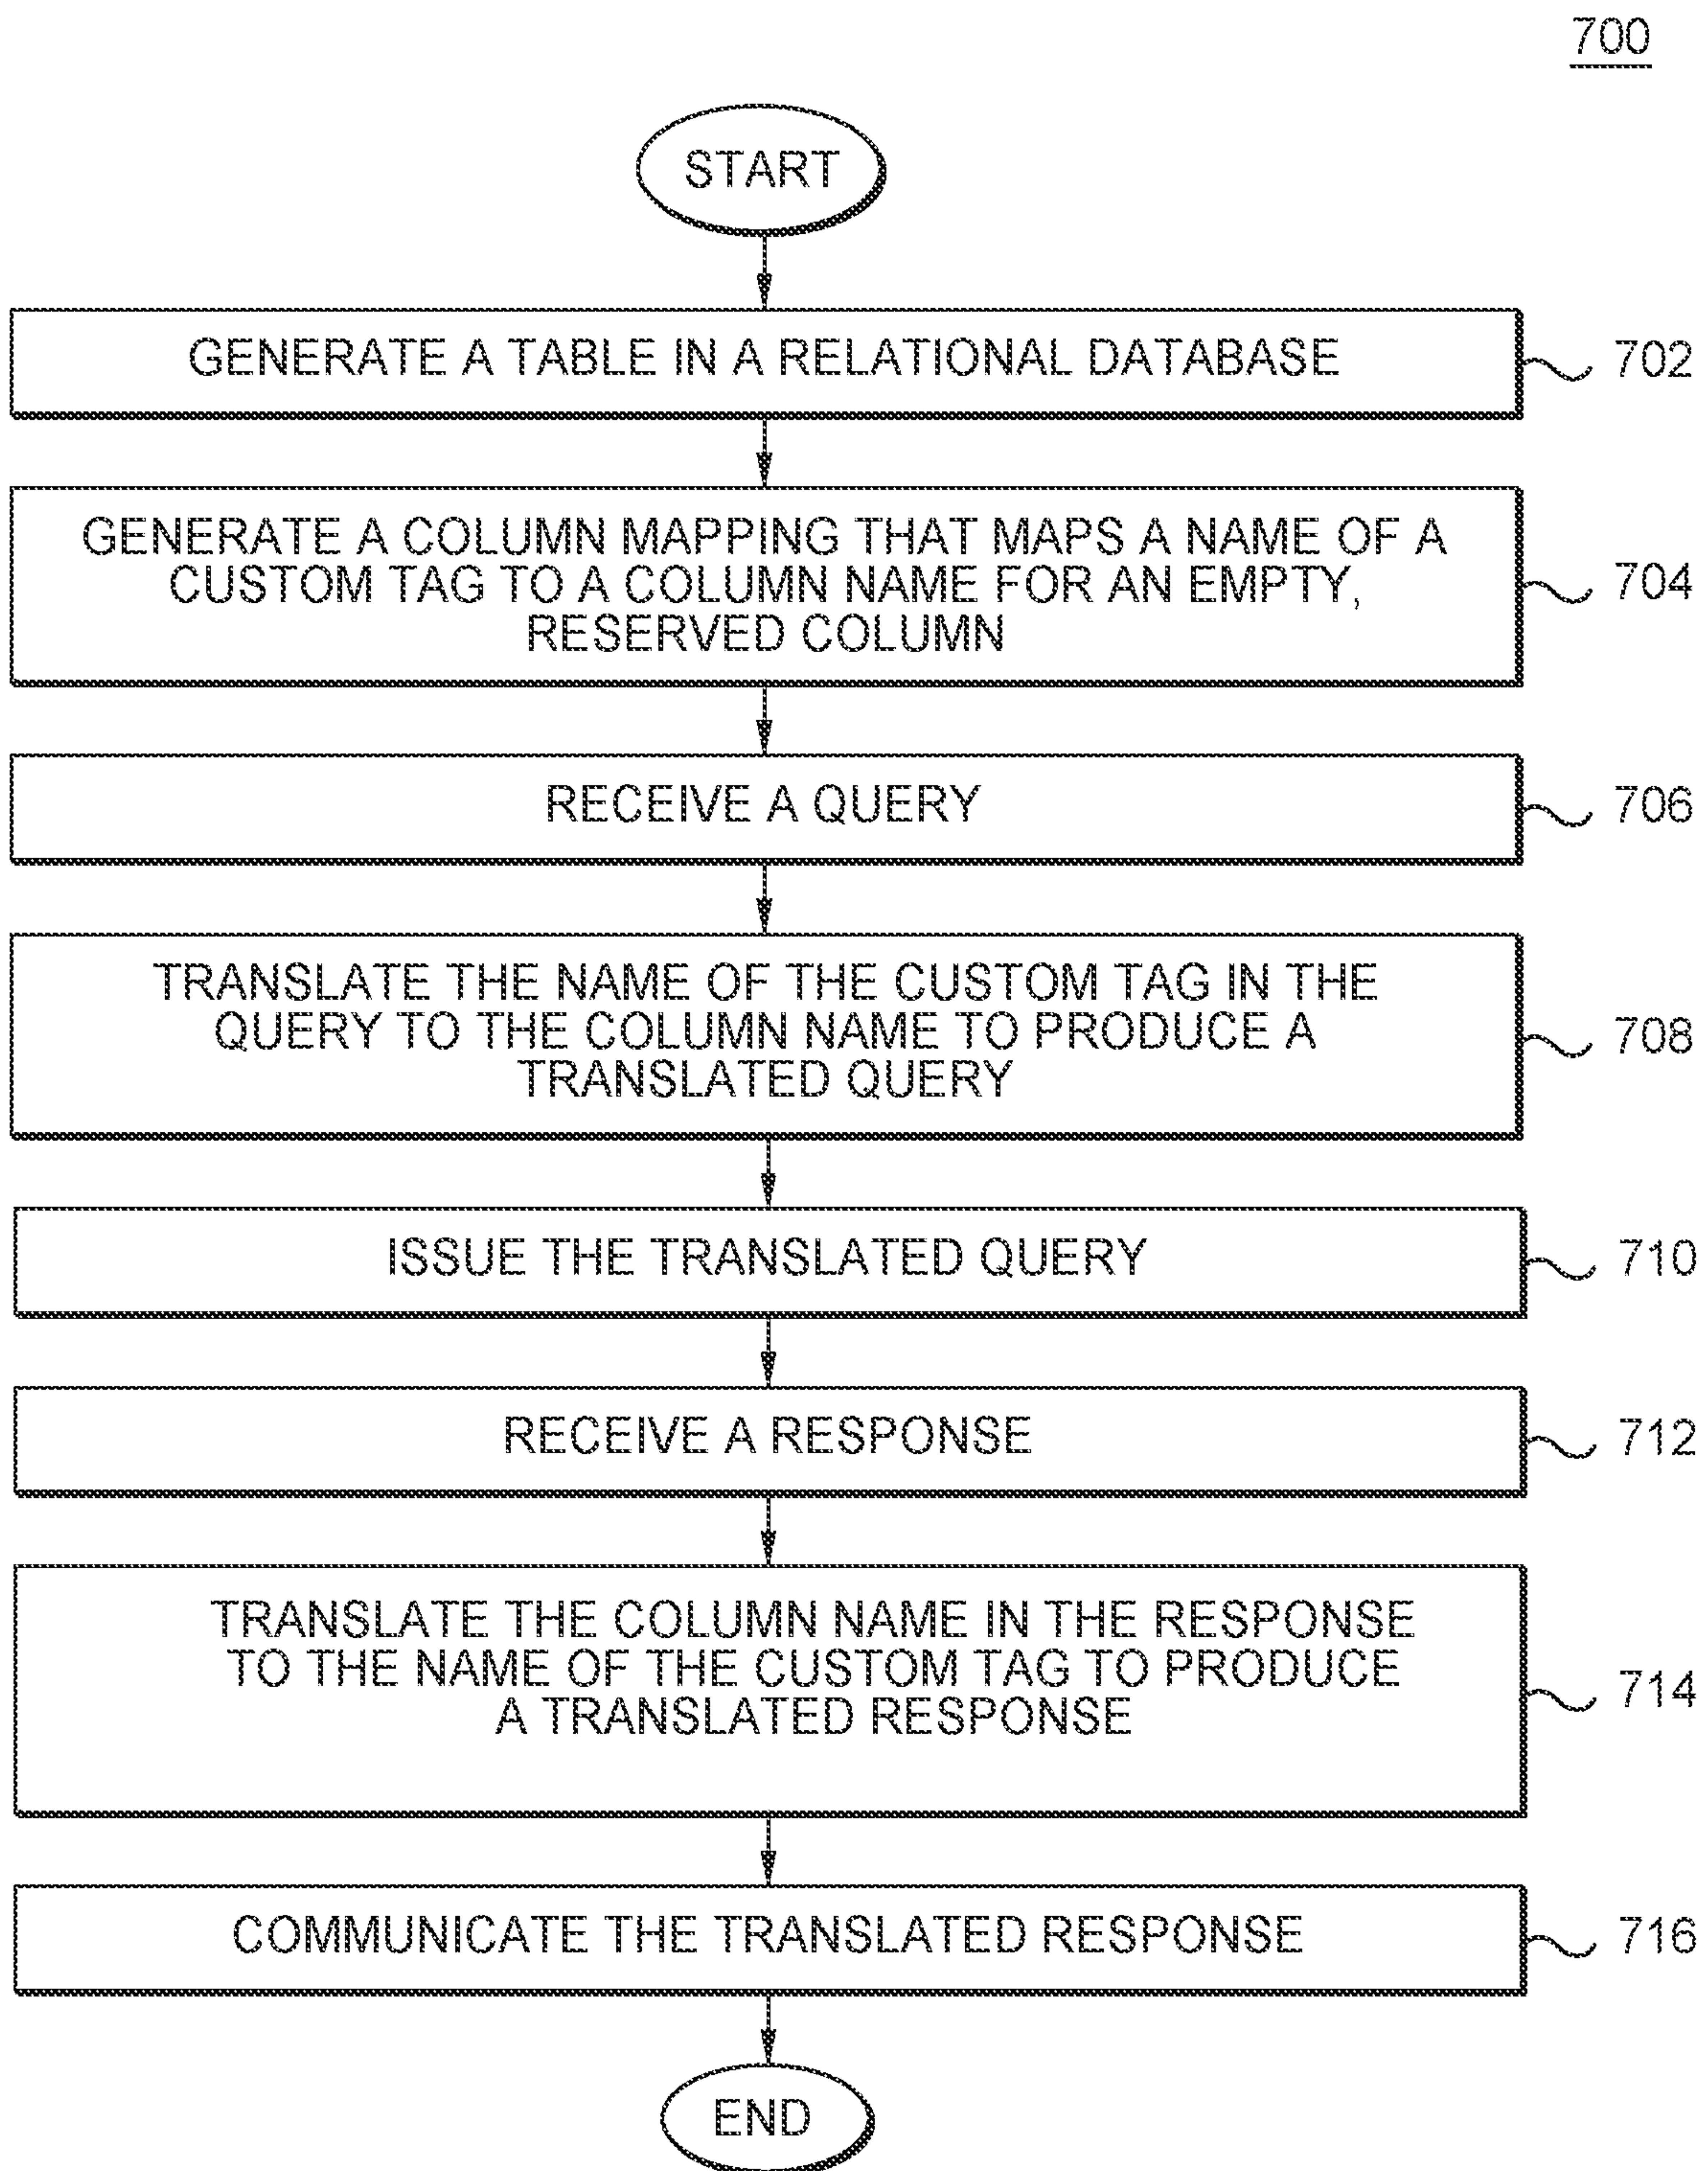 700
START
GENERATE A TABLE IN A RELATIONAL DATABASE
702
GENERATE A COLUMN MAPPING THAT MAPS A NAME OF A
CUSTOM TAG TO A COLUMN NAME FOR AN EMPTY,
RESERVED COLUMN
704
RECEIVE A QUERY
706
TRANSLATE THE NAME OF THE CUSTOM TAG IN THE
QUERY TO THE COLUMN NAME TO PRODUCE A
TRANSLATED QUERY
708
ISSUE THE TRANSLATED QUERY
710
RECEIVE A RESPONSE
712
TRANSLATE THE COLUMN NAME IN THE RESPONSE
TO THE NAME OF THE CUSTOM TAG TO PRODUCE
A TRANSLATED RESPONSE
714
COMMUNICATE THE TRANSLATED RESPONSE
716
END